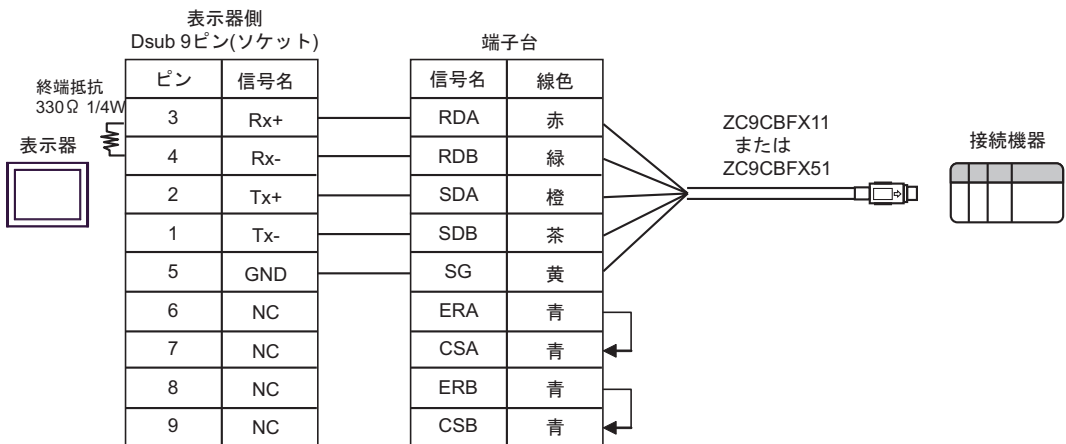 表示器側
Dsub 9ピン(ソケット)
端子台
終端抵抗
330Ω 1/4W
表示器
ピン 信号名 信号名 線色
3 Rx+ RDA 赤
4 Rx- RDB 緑
2 Tx+ SDA 橙
1 Tx- SDB 茶
5 GND SG 黄
6 NC ERA 青
7 NC CSA 青
8 NC ERB 青
9 NC CSB 青
ZC9CBFX11
または
ZC9CBFX51
接続機器